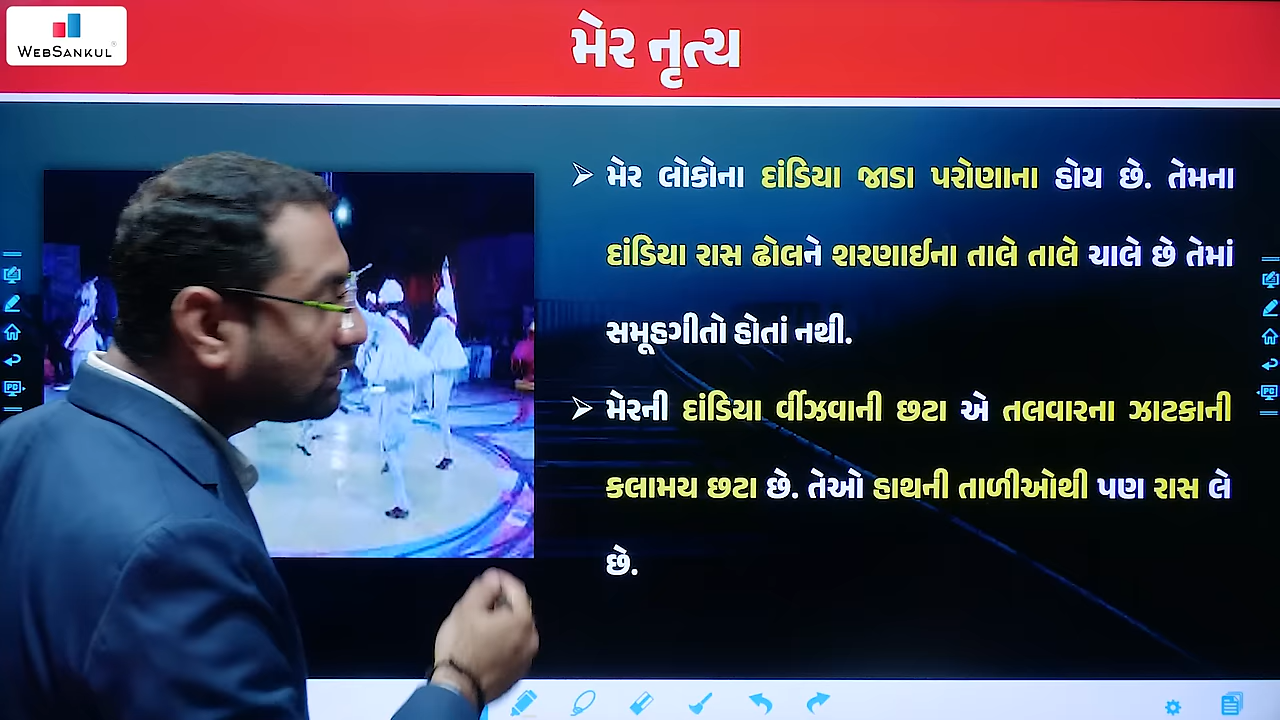 WEBSANKUL
મેર નૃત્ય
મેર લોકોના દાંડિયા જાડા પરોણાના હોય છે. તેમના
દાંડિયા રાસ ઢોલને શરણાઈના તાલે તાલે ચાલે છે તેમાં
સમૂહગીતો હોતાં નથી.
મેરની દાંડિયા વીંઝવાની છટા એ તલવારના ઝાટકાની
કલામય છટા છે. તેઓ હાથની તાળીઓથી પણ રાસ લે
છે.